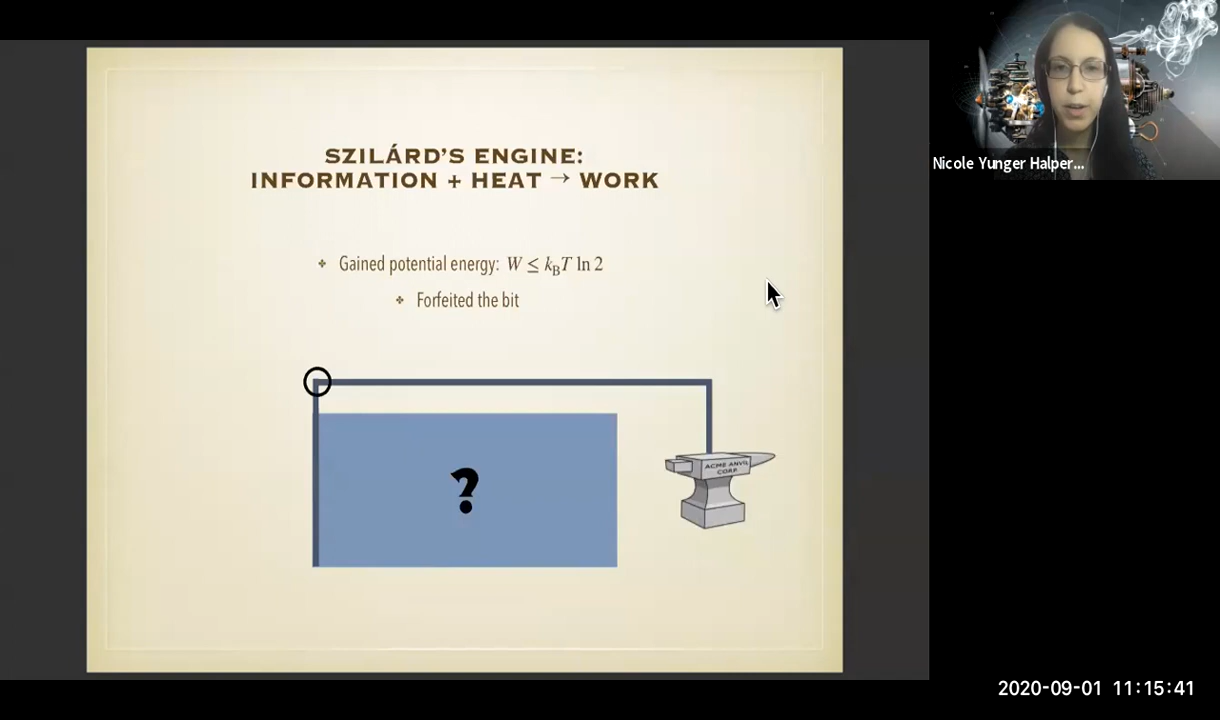 SZILÁRD'S ENGINE:
INFORMATION + HEAT → WORK
Gained potential energy: W ≤ k_B T ln 2
Forfeited the bit
?
ACME ANVIL
CORP.
Nicole Yunger Halper...
2020-09-01 11:15:41